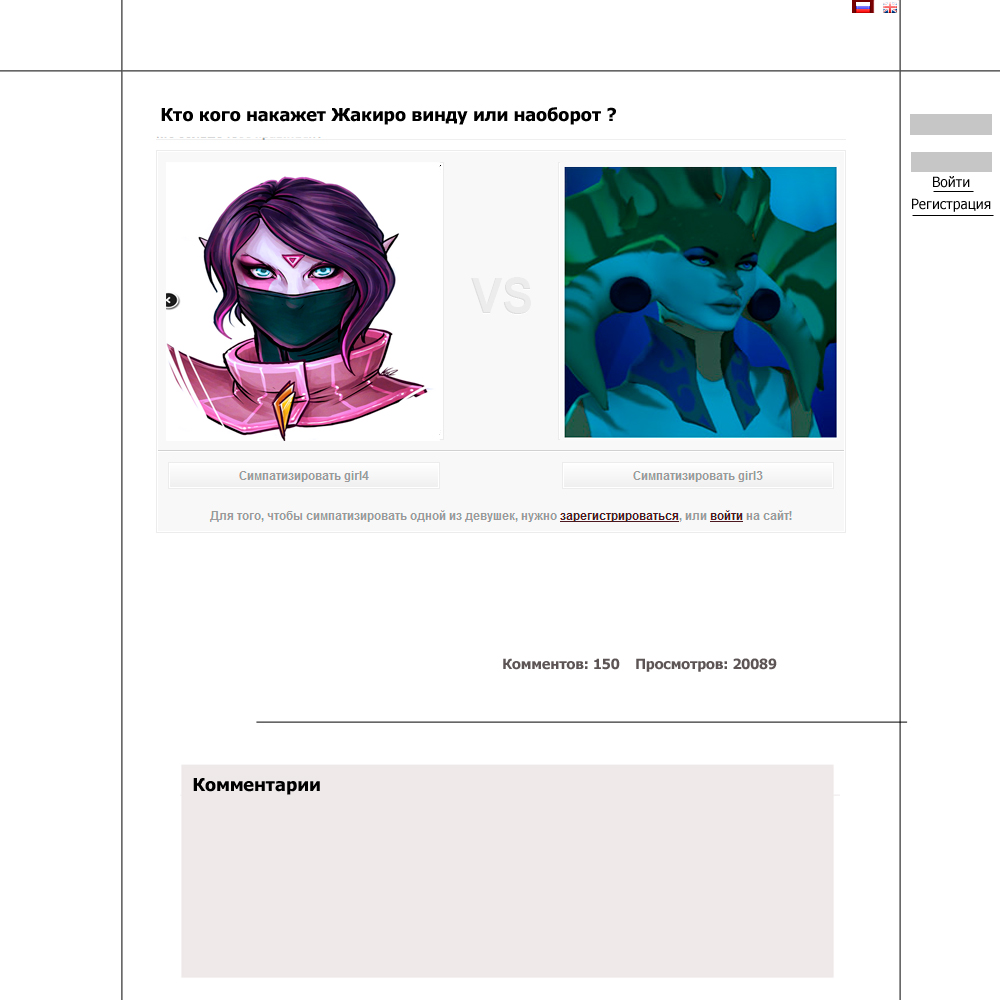 Кто кого накажет Жакиро винду или наоборот ?
Войти
Регистрация
VS
Симпатизировать girl4
Симпатизировать girl3
Для того, чтобы симпатизировать одной из девушек, нужно зарегистрироваться, или войти на сайт!
Комментов: 150 Просмотров: 20089
Комментарии